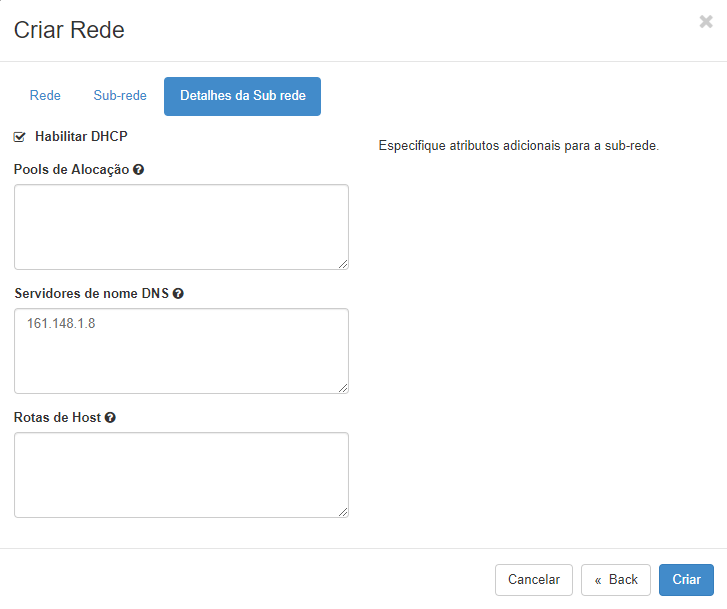 Criar Rede
×
Rede Sub-rede Detalhes da Sub rede
Habilitar DHCP
Especifique atributos adicionais para a sub-rede.
Pools de Alocação
Servidores de nome DNS
161.148.1.8
Rotas de Host
Cancelar « Back Criar